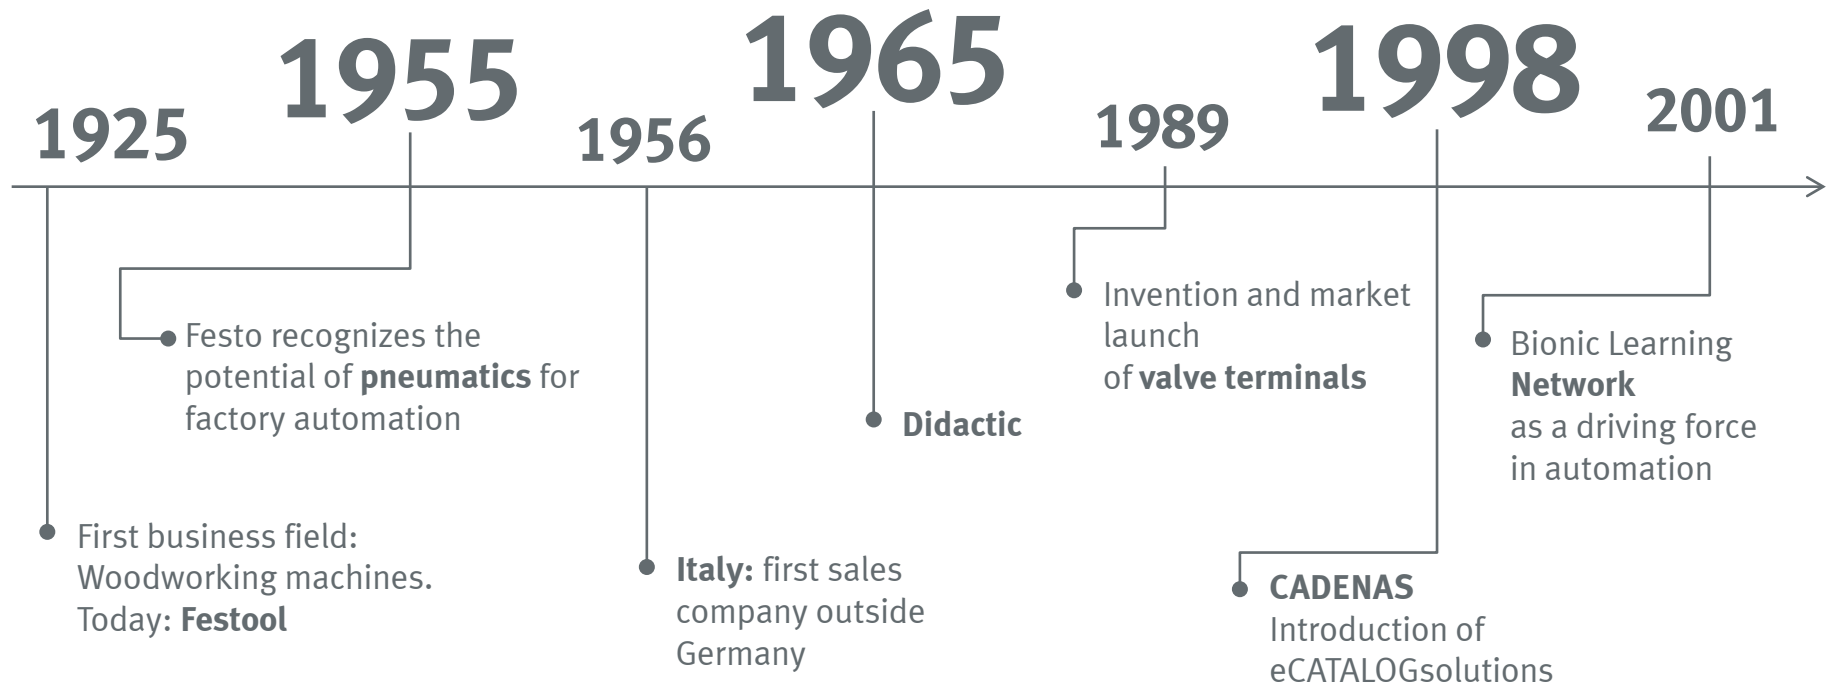 1925
1955
1956
1965
1989
1998
2001
Festo recognizes the
potential of pneumatics for
factory automation
First business field:
Woodworking machines.
Today: Festool
Italy: first sales
company outside
Germany
Didactic
Invention and market
launch
of valve terminals
CADENAS
Introduction of
eCATALOGsolutions
Bionic Learning
Network
as a driving force
in automation